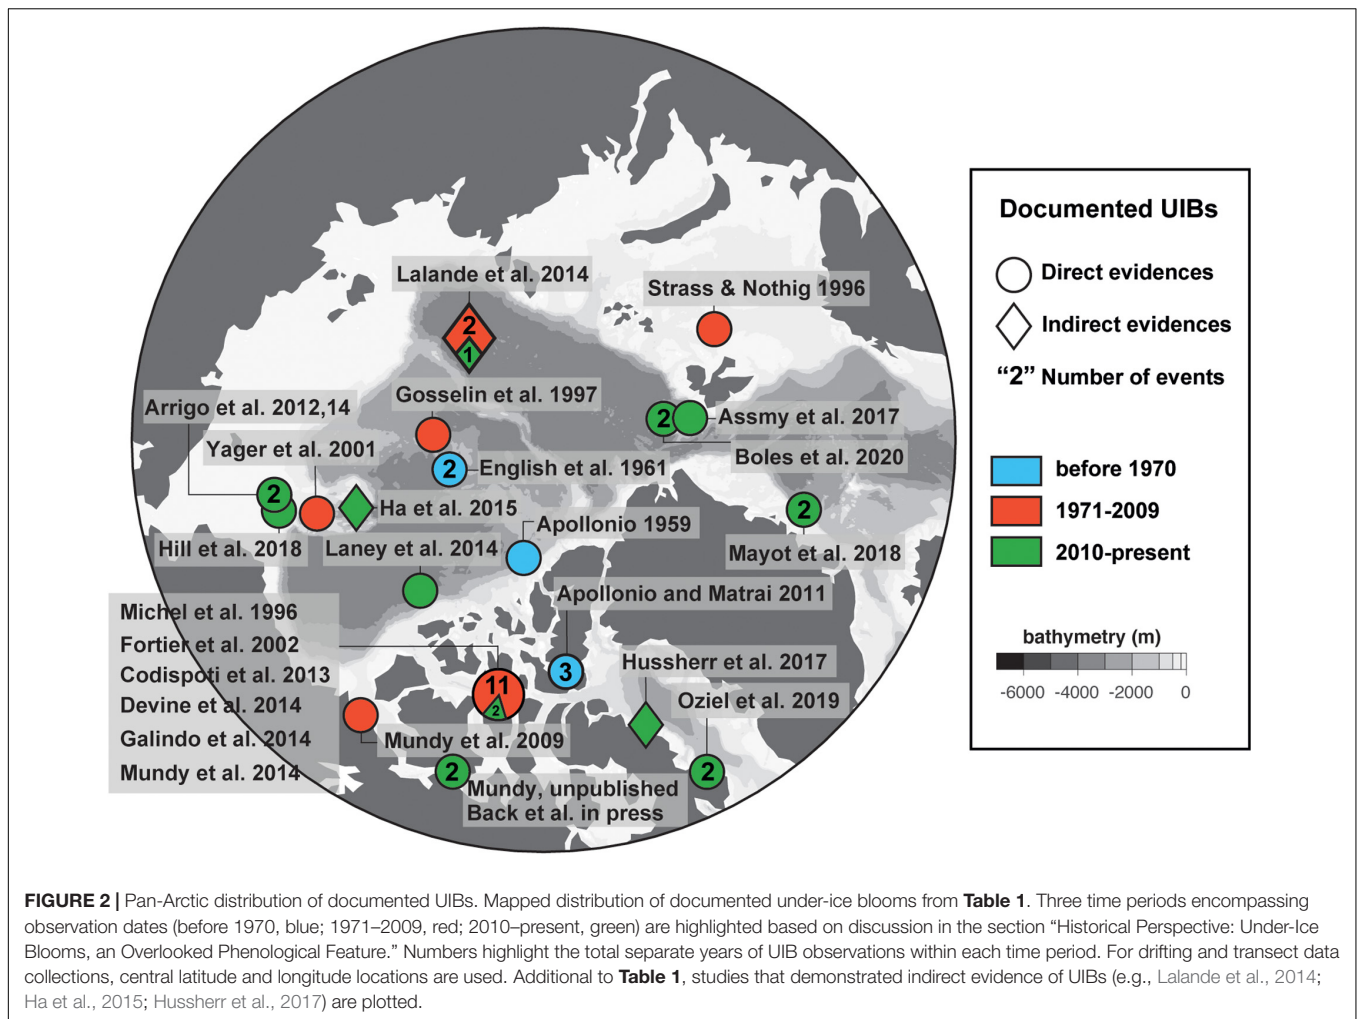 Lalande et al. 2014
Strass & Nothig 1996
2
1
Gosselin et al. 1997
Arrigo et al. 2012,14
2
Assmy et al. 2017
Yager et al. 2001
Boles et al. 2020
2
English et al. 1961
2
Ha et al. 2015
2
Apollonio 1959
Hill et al. 2018
Laney et al. 2014
Mayot et al. 2018
Apollonio and Matrai 2011
Michel et al. 1996
Fortier et al. 2002
Codispoti et al. 2013
Devine et al. 2014
Galindo et al. 2014
Mundy et al. 2014
3
Hussherr et al. 2017
11
2
Oziel et al. 2019
Mundy et al. 2009
2
Mundy, unpublished
Back et al. in press
2
Documented UIBs
Direct evidences
Indirect evidences
“2” Number of events
before 1970
1971-2009
2010-present
bathymetry (m)
-6000 -4000 -2000 0
FIGURE 2 | Pan-Arctic distribution of documented UIBs. Mapped distribution of documented under-ice blooms from Table 1. Three time periods encompassing
observation dates (before 1970, blue; 1971–2009, red; 2010–present, green) are highlighted based on discussion in the section “Historical Perspective: Under-Ice
Blooms, an Overlooked Phenological Feature.” Numbers highlight the total separate years of UIB observations within each time period. For drifting and transect data
collections, central latitude and longitude locations are used. Additional to Table 1, studies that demonstrated indirect evidence of UIBs (e.g., Lalande et al., 2014;
Ha et al., 2015; Hussherr et al., 2017) are plotted.